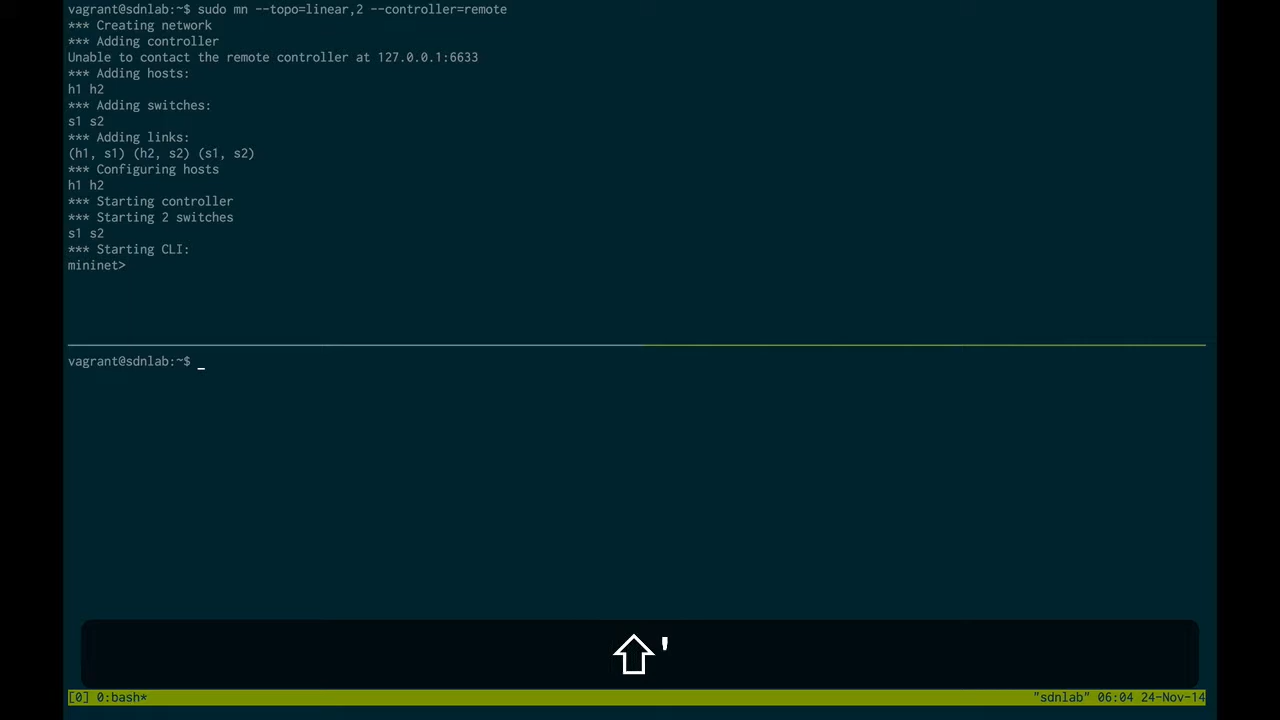 vagrant@sdnlab:~$ sudo mn --topo=linear,2 --controller=remote
*** Creating network
*** Adding controller
Unable to contact the remote controller at 127.0.0.1:6633
*** Adding hosts:
h1 h2
*** Adding switches:
s1 s2
*** Adding links:
(h1, s1) (h2, s2) (s1, s2)
*** Configuring hosts
h1 h2
*** Starting controller
*** Starting 2 switches
s1 s2
*** Starting CLI:
mininet>
vagrant@sdnlab:~$ _
⇧'
[0] 0:bash* "sdnlab" 06:04 24-Nov-14